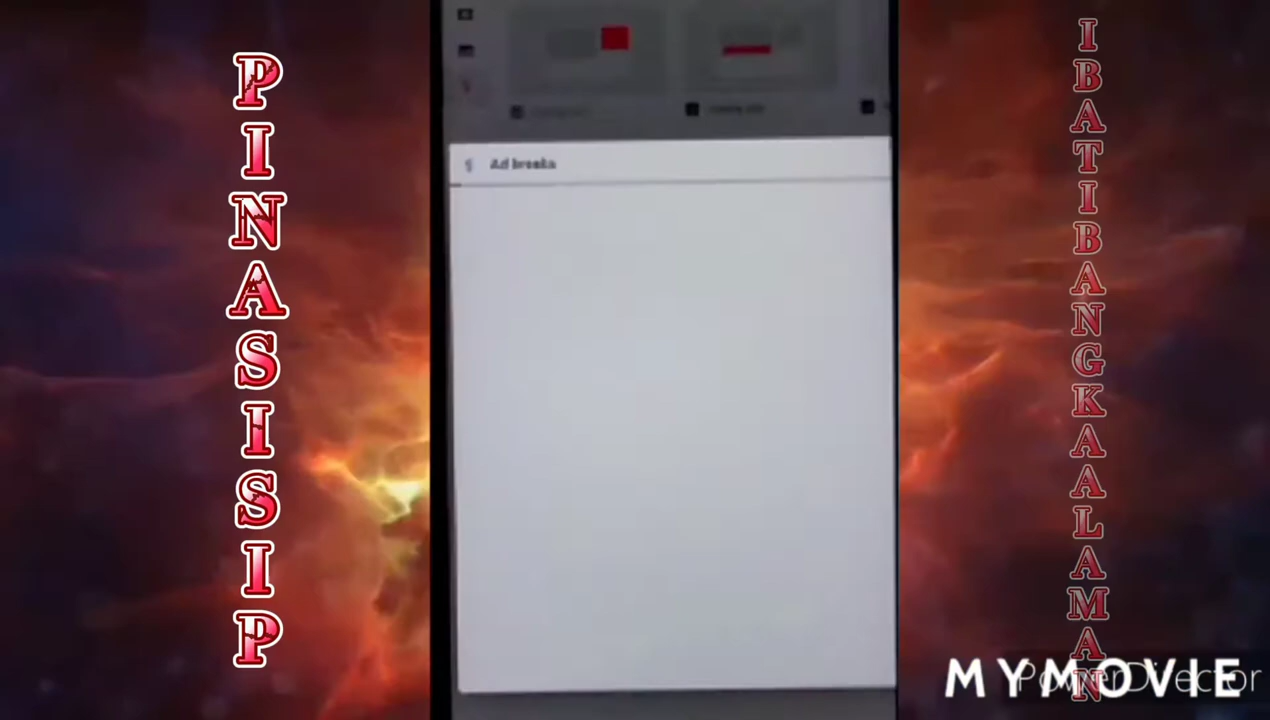 PINASISIP
Ad breaks
IBATIBANGKAALAMAN
MYMOVIE
PowerDirector